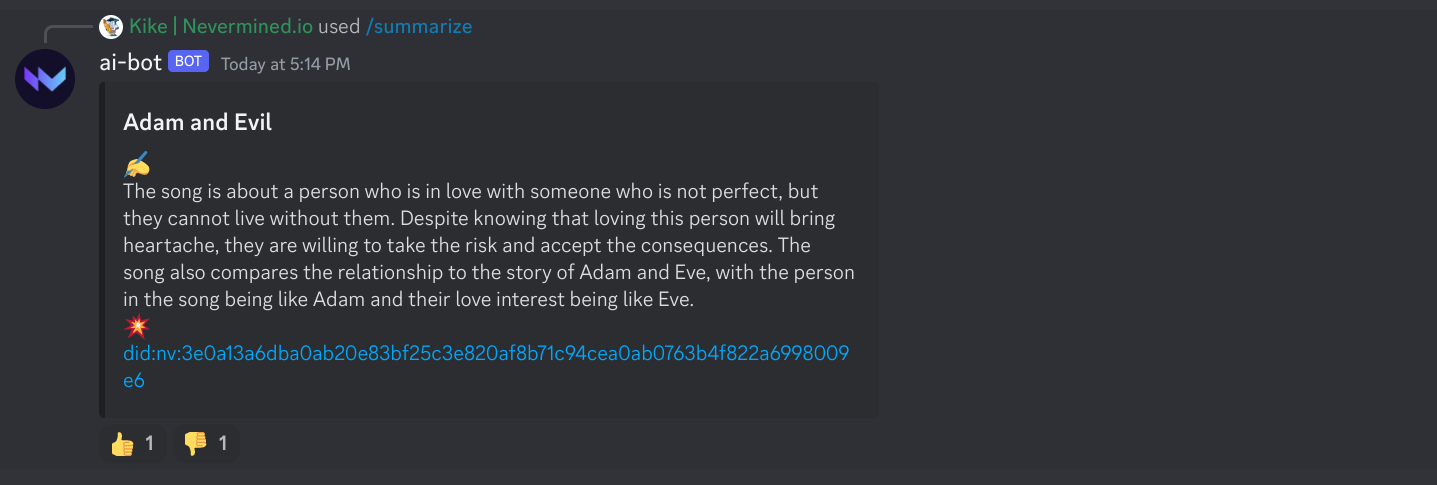 Kike | Nevermined.io used /summarize
ai-bot BOT Today at 5:14 PM
Adam and Evil
The song is about a person who is in love with someone who is not perfect, but
they cannot live without them. Despite knowing that loving this person will bring
heartache, they are willing to take the risk and accept the consequences. The
song also compares the relationship to the story of Adam and Eve, with the person
in the song being like Adam and their love interest being like Eve.
did:nv:3e0a13a6dba0ab20e83bf25c3e820af8b71c94cea0ab0763b4f822a6998009
e6
👍 1 👎 1